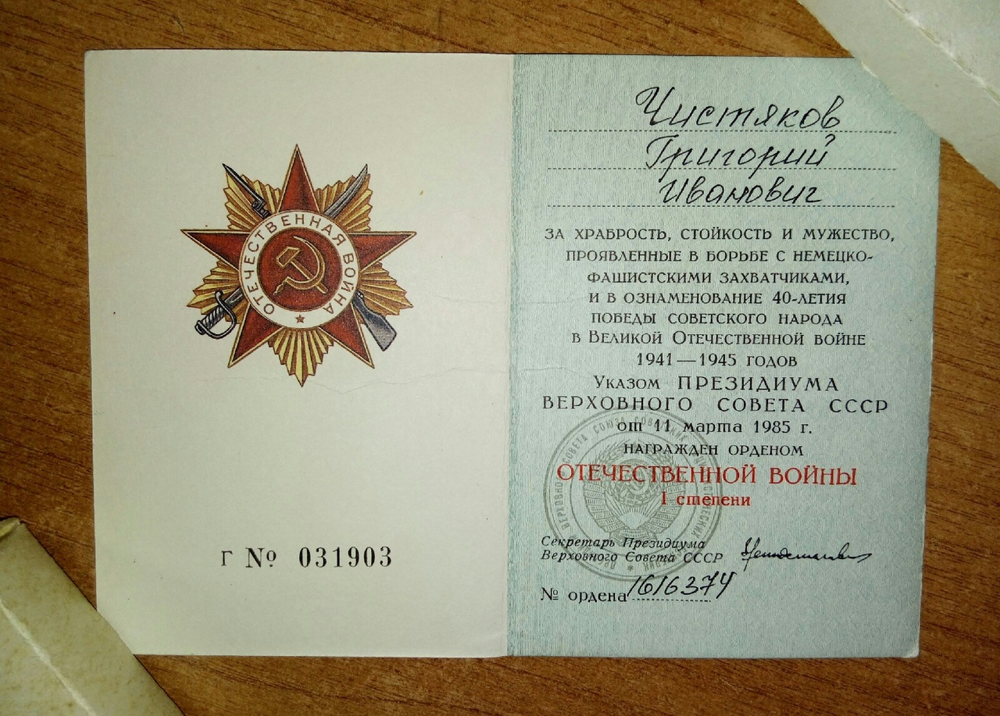 ОТЕЧЕСТВЕННАЯ ВОЙНА
Г № 031903
Чистяков
Григорий
Иванович
ЗА ХРАБРОСТЬ, СТОЙКОСТЬ И МУЖЕСТВО,
ПРОЯВЛЕННЫЕ В БОРЬБЕ С НЕМЕЦКО-
ФАШИСТСКИМИ ЗАХВАТЧИКАМИ,
И В ОЗНАМЕНОВАНИЕ 40-ЛЕТИЯ
ПОБЕДЫ СОВЕТСКОГО НАРОДА
В ВЕЛИКОЙ ОТЕЧЕСТВЕННОЙ ВОЙНЕ
1941—1945 ГОДОВ
УКАЗОМ ПРЕЗИДИУМА
ВЕРХОВНОГО СОВЕТА СССР
от 11 марта 1985 г.
НАГРАЖДЕН ОРДЕНОМ
ОТЕЧЕСТВЕННОЙ ВОЙНЫ
I степени
Секретарь Президиума
Верховного Совета СССР
№ ордена 1616374